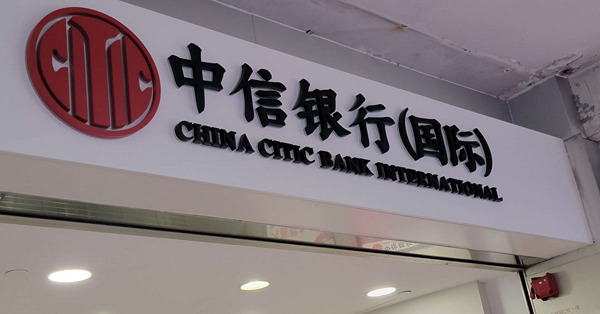 中信银行(国际)
CHINA CITIC BANK INTERNATIONAL